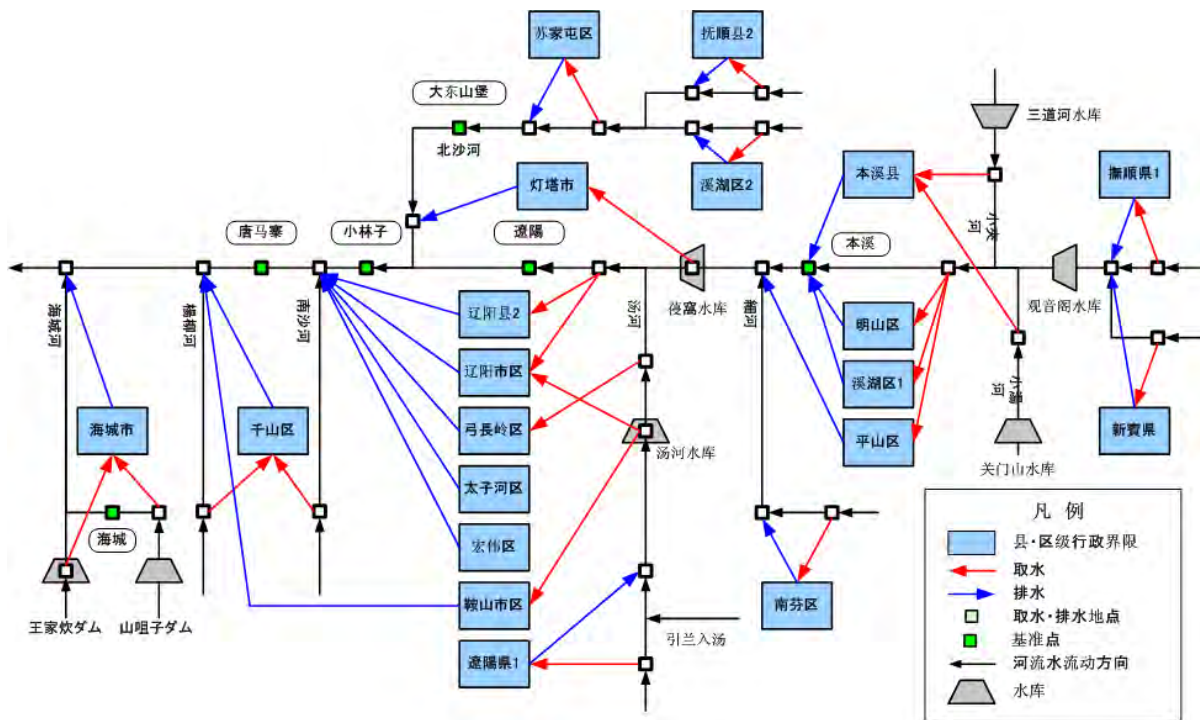 苏家屯区
抚順县2
大东山堡
三道河水库
北沙河
溪湖区2
本溪县
撫順県1
灯塔市
小夹河
唐马寨
小林子
遼陽
本溪
海城河
楊柳河
南沙河
汤河
葠窩水库
細河
观音阁水库
辽阳县2
明山区
辽阳市区
溪湖区1
小湯河
海城市
千山区
弓長岭区
平山区
新賓県
汤河水库
关门山水库
太子河区
海城
宏伟区
凡 例
县·区级行政界限
取水
排水
取水·排水地点
基准点
河流水流动方向
水库
鞍山市区
南芬区
王家炊ダム
山咀子ダム
引兰入汤
遼陽県1